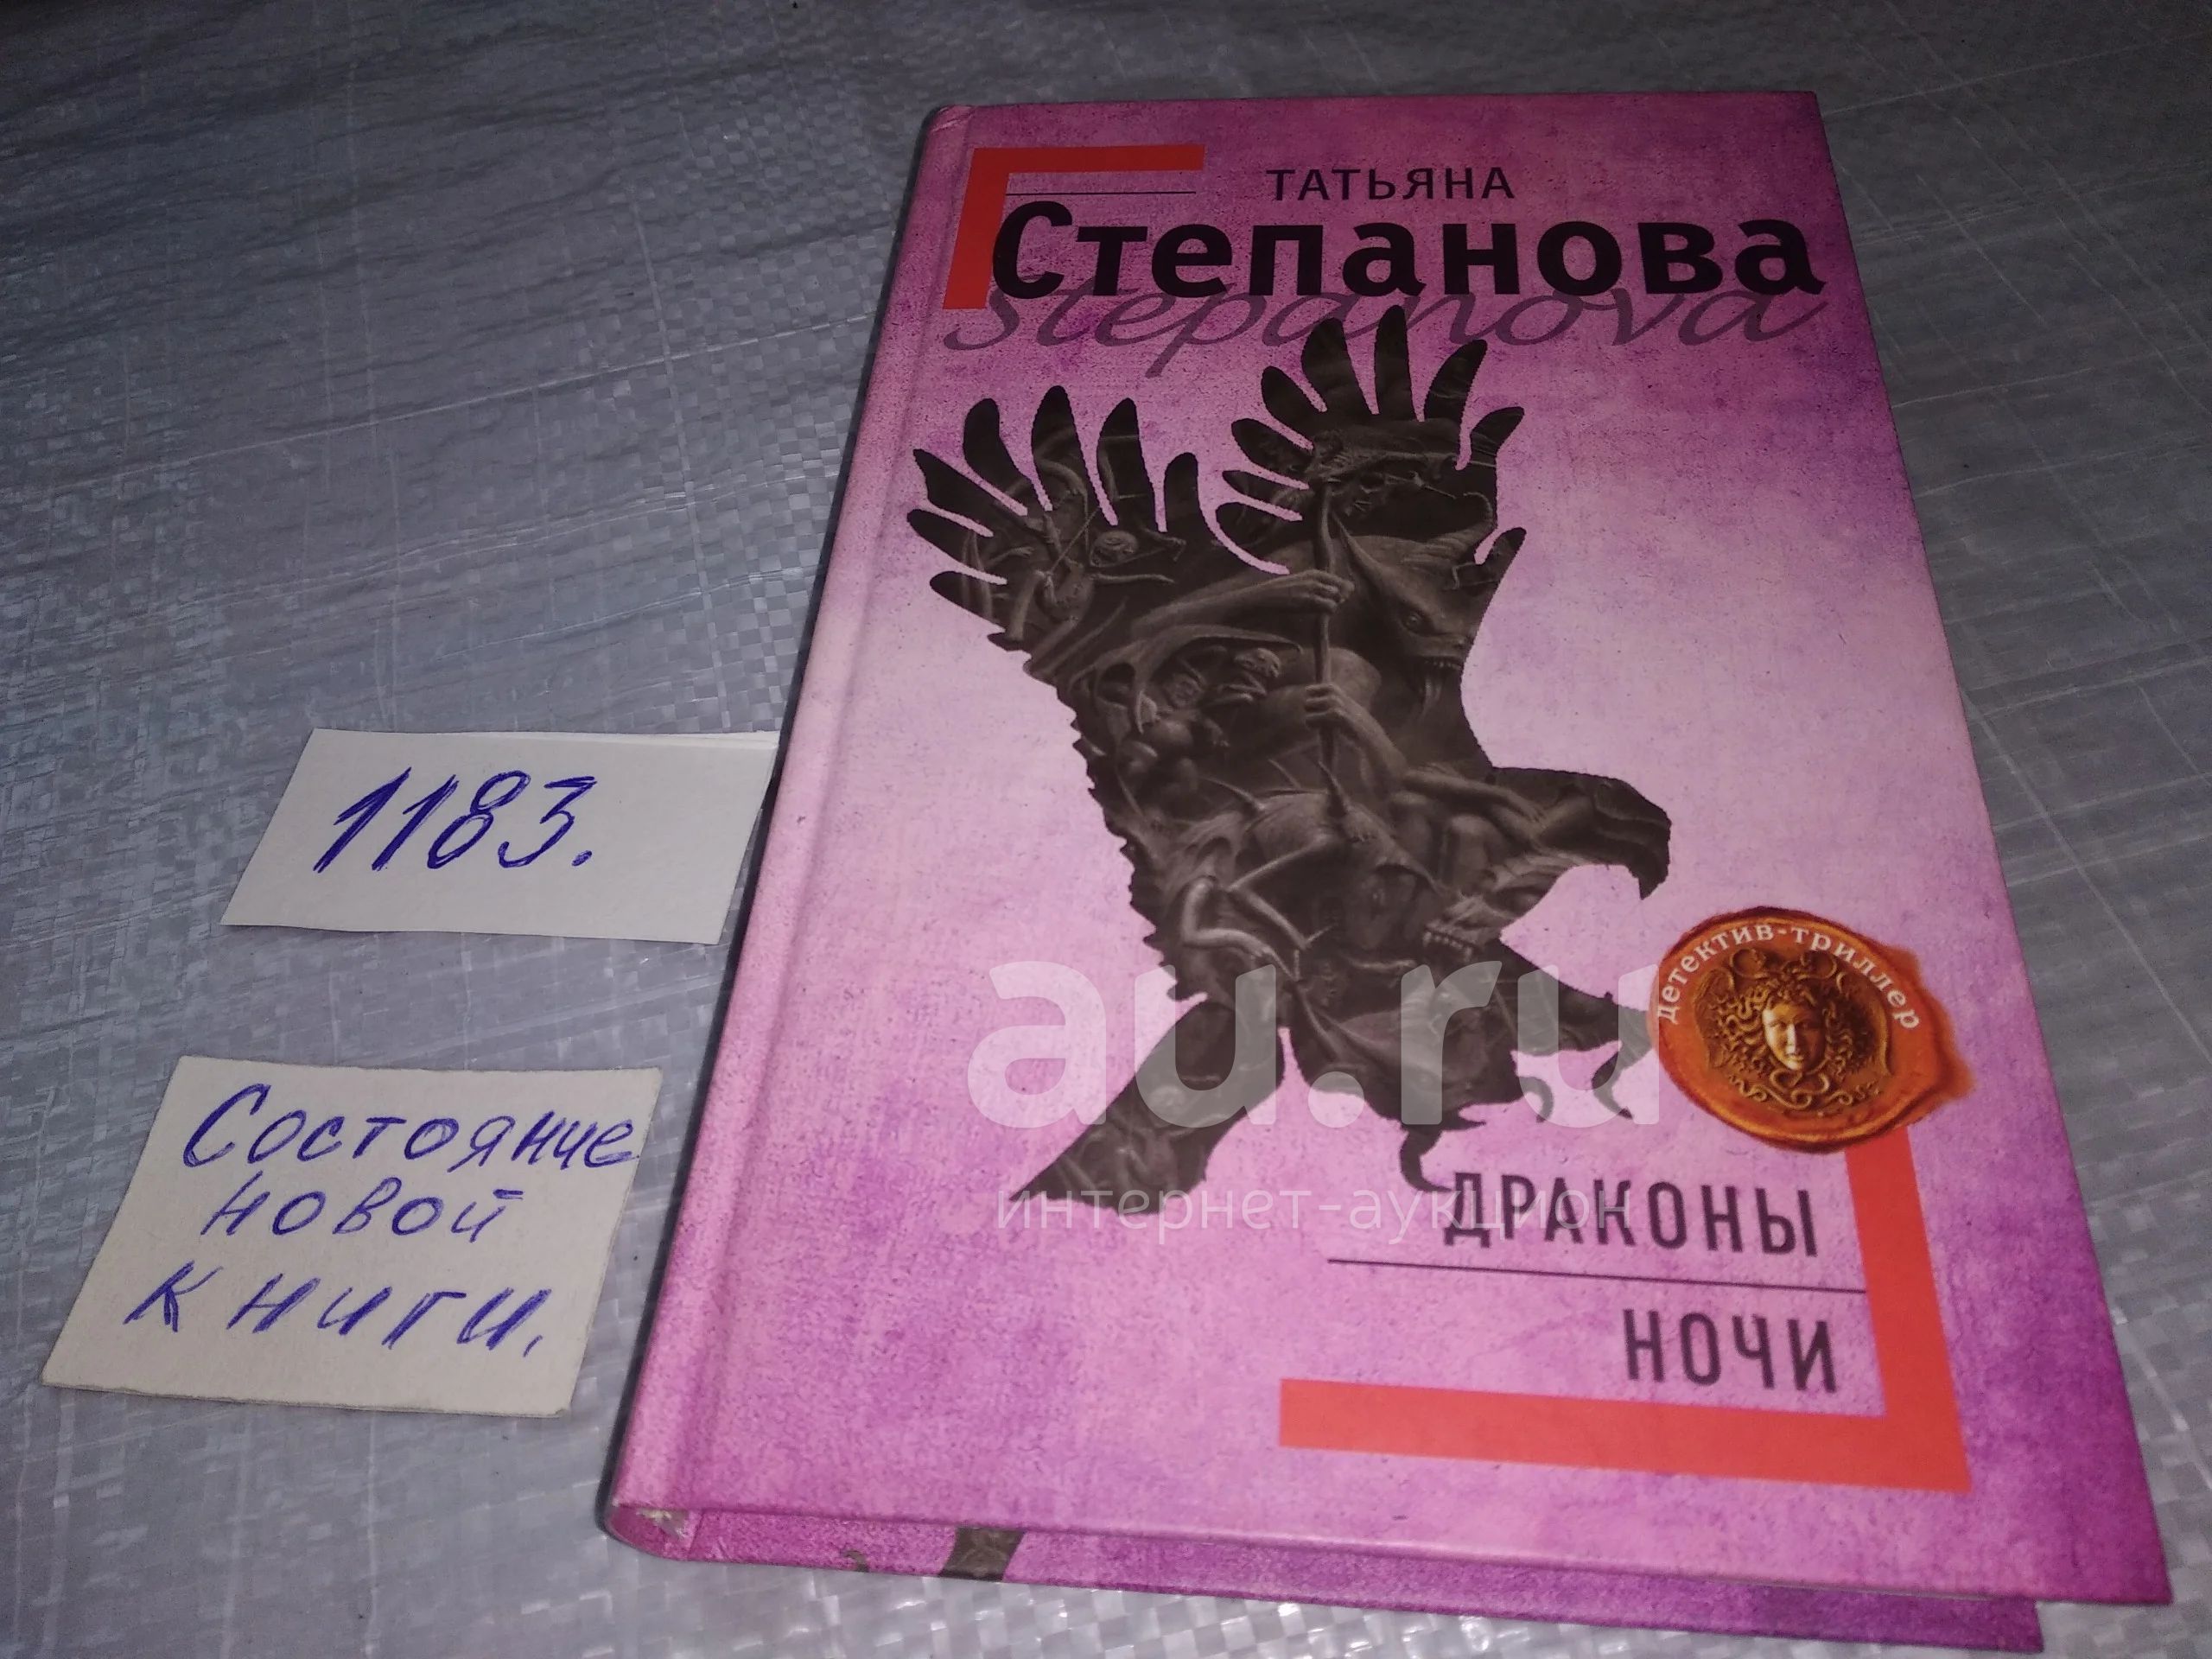 ТАТЬЯНА
Степанова
stepanova
1183.
детектив-триллер
Состояние
новой
книги.
au.ru
интернет-аукцион
ДРАКОНЫ
НОЧИ